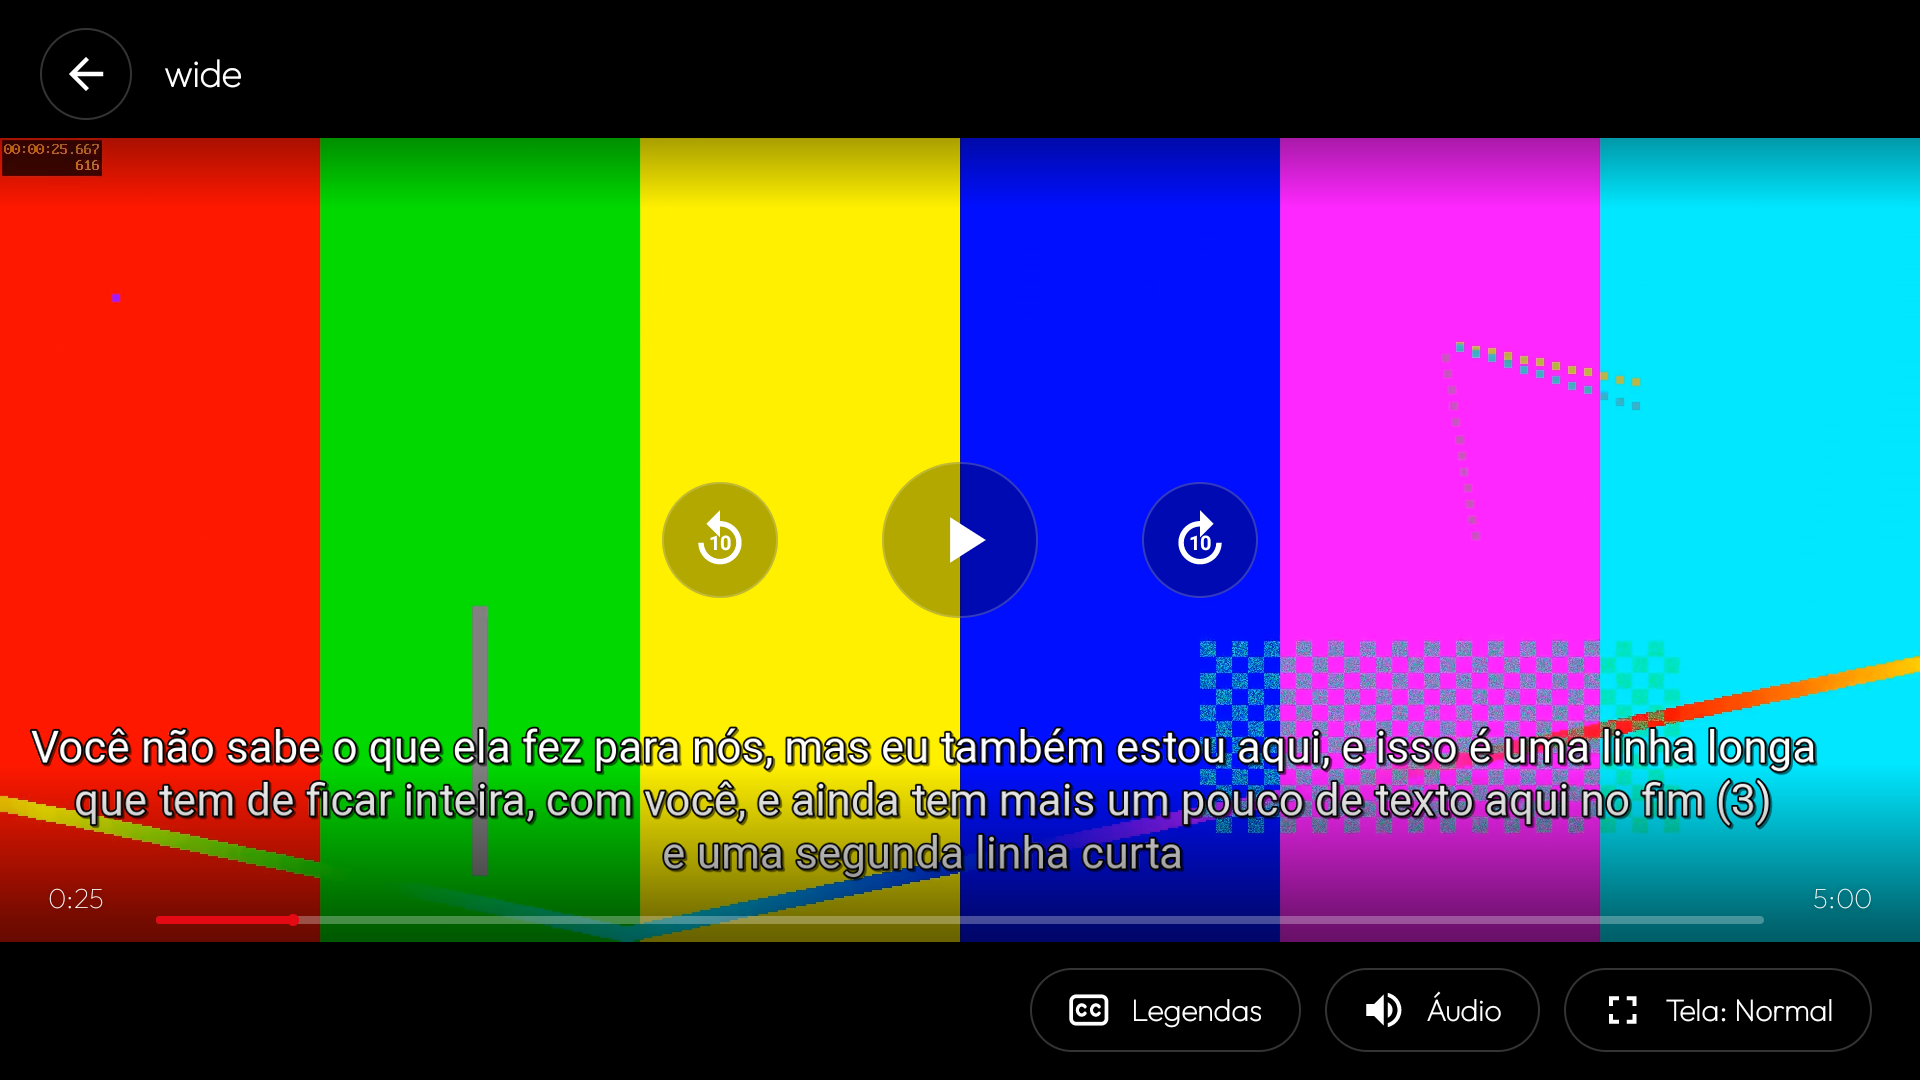 wide
00:00:25.667
616
10
10
Você não sabe o que ela fez para nós, mas eu também estou aqui, e isso é uma linha longa
que tem de ficar inteira, com você, e ainda tem mais um pouco de texto aqui no fim (3)
e uma segunda linha curta
0:25
5:00
CC Legendas
Áudio
Tela: Normal